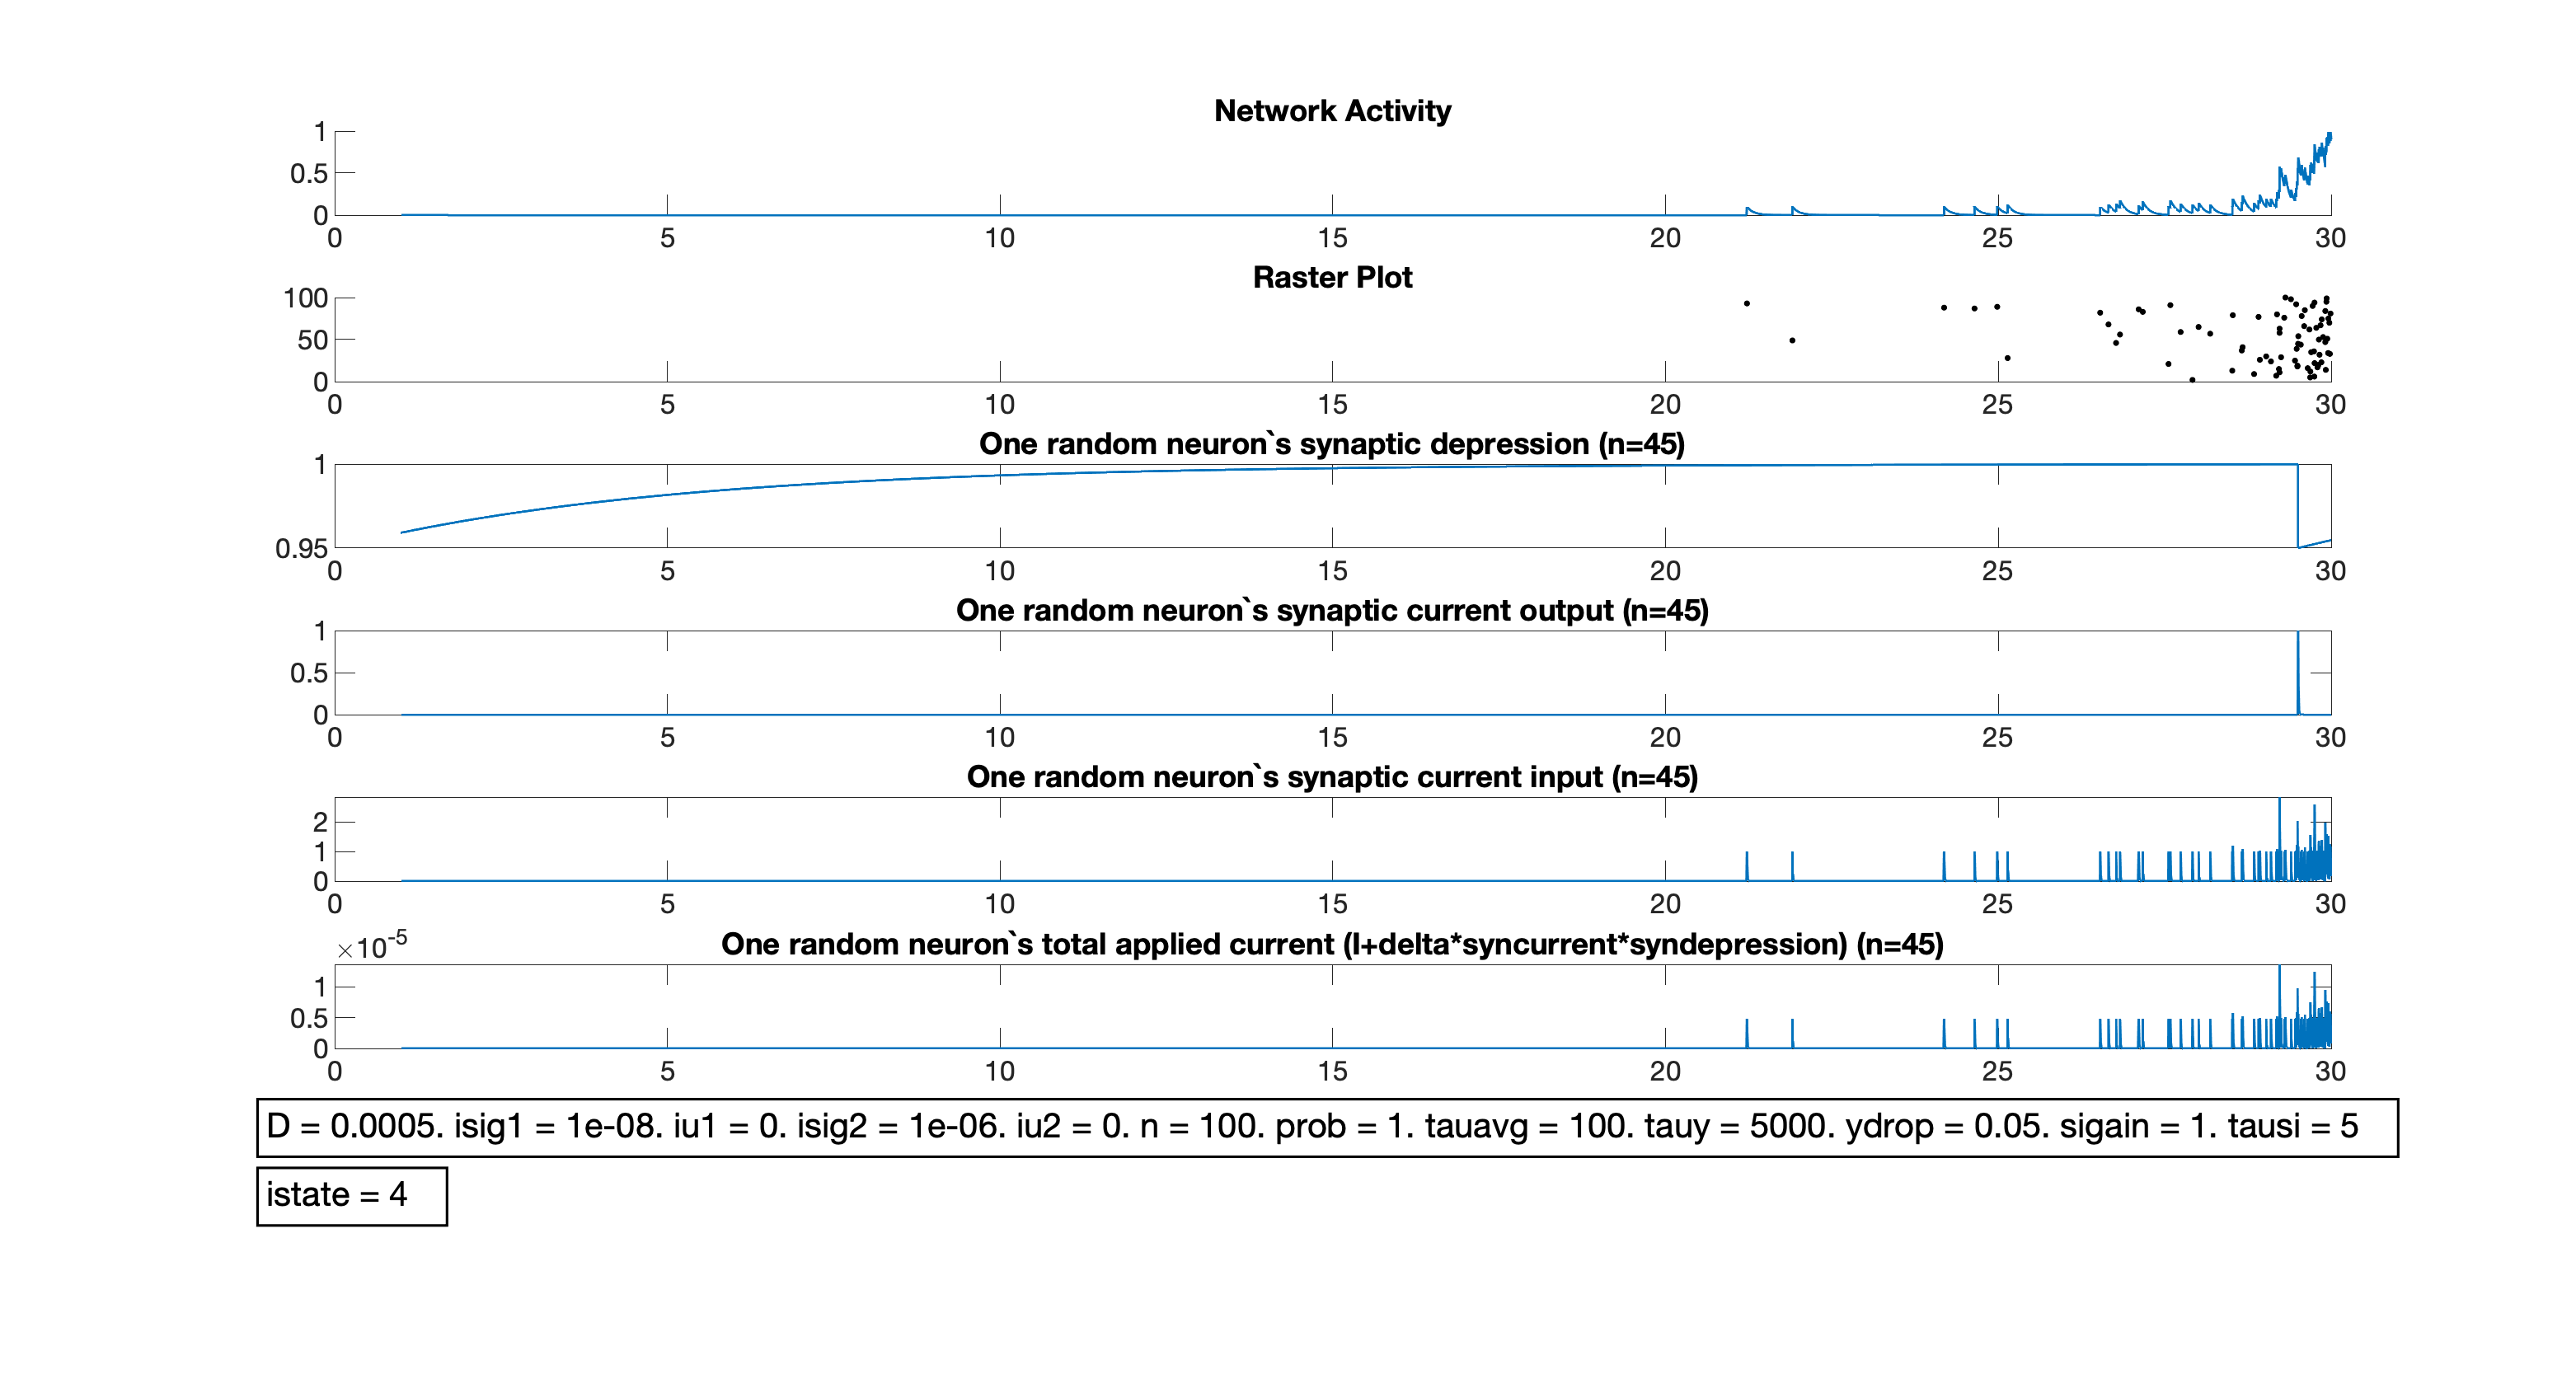 Network Activity
1
0.5
0
0 5 10 15 20 25 30
Raster Plot
100
50
0
0 5 10 15 20 25 30
One random neuron`s synaptic depression (n=45)
1
0.95
0 5 10 15 20 25 30
One random neuron`s synaptic current output (n=45)
1
0.5
0
0 5 10 15 20 25 30
One random neuron`s synaptic current input (n=45)
2
1
0
0 5 10 15 20 25 30
One random neuron`s total applied current (I+delta*syncurrent*syndepression) (n=45)
×10-5
1
0.5
0
0 5 10 15 20 25 30
D = 0.0005. isig1 = 1e-08. iu1 = 0. isig2 = 1e-06. iu2 = 0. n = 100. prob = 1. tauavg = 100. tauy = 5000. ydrop = 0.05. sigain = 1. tausi = 5
istate = 4